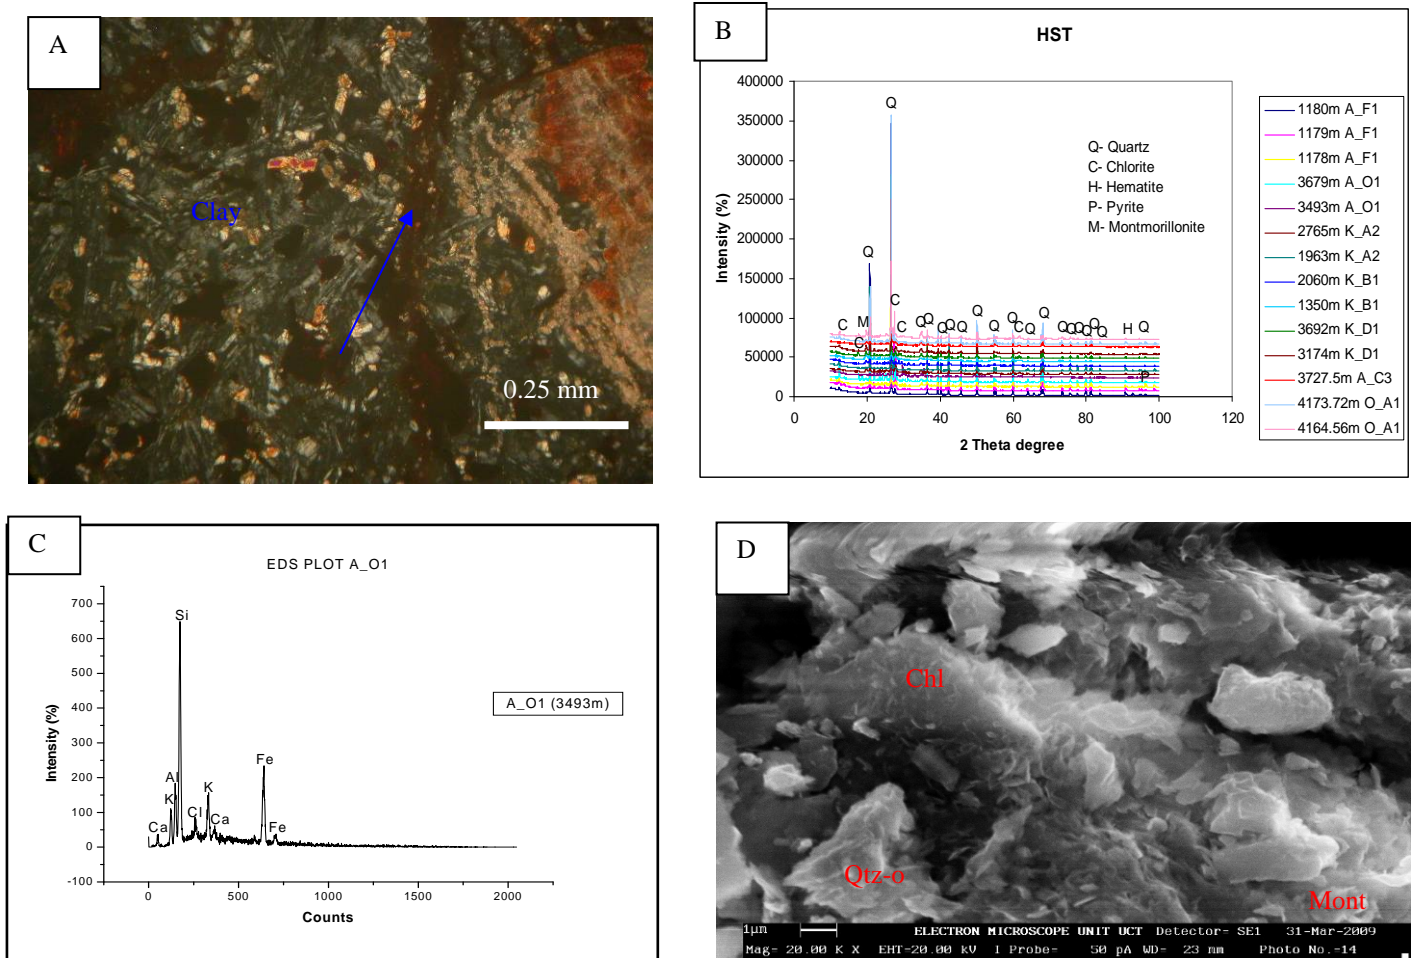 A
Clay
0.25 mm
B
HST
400000
350000
300000
250000
200000
150000
100000
50000
0
Intensity (%)
0 20 40 60 80 100 120
2 Theta degree
Q
Q
C
M
C
C
C
Q Q
Q Q Q
Q
Q
Q
C
Q
Q
Q Q Q Q Q Q
H
Q
P
Q- Quartz
C- Chlorite
H- Hematite
P- Pyrite
M- Montmorillonite
1180m A_F1
1179m A_F1
1178m A_F1
3679m A_O1
3493m A_O1
2765m K_A2
1963m K_A2
2060m K_B1
1350m K_B1
3692m K_D1
3174m K_D1
3727.5m A_C3
4173.72m O_A1
4164.56m O_A1
C
EDS PLOT A_O1
700
600
500
400
300
200
100
0
-100
Intensity (%)
0 500 1000 1500 2000
Counts
Si
Al
K
Ca
Cl
K
Ca
Fe
Fe
A_O1 (3493m)
D
Chl
Qtz-o
Mont
1µm ELECTRON MICROSCOPE UNIT UCT Detector= SE1 31-Mar-2009
Mag= 20.00 K X EHT=20.00 kV I Probe= 50 pA WD= 23 mm Photo No.=14